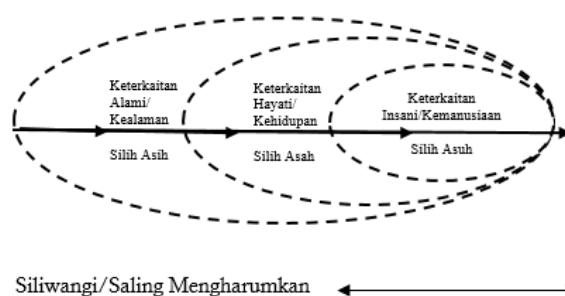 Keterkaitan
Alami/
Kealaman
Silih Asih
Keterkaitan
Hayati/
Kehidupan
Silih Asah
Keterkaitan
Insani/Kemanusiaan
Silih Asuh
Siliwangi/Saling Mengharumkan